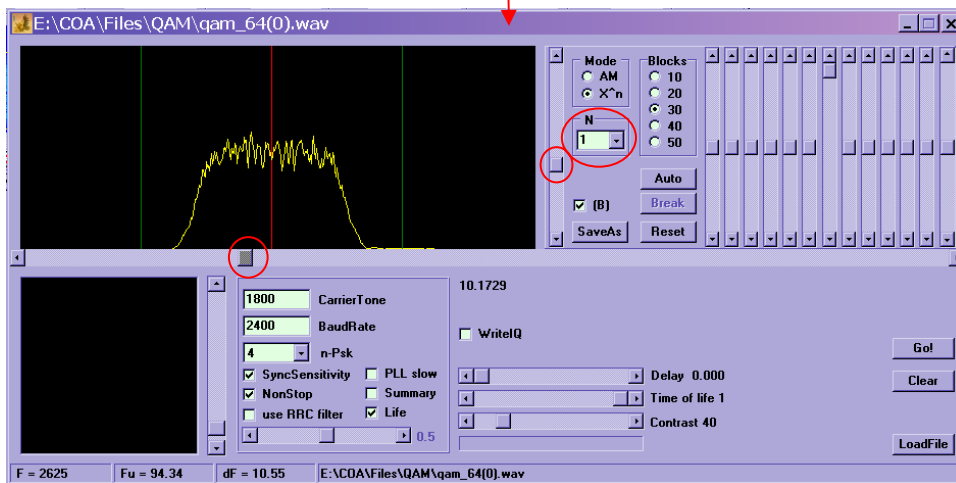 E:\COA\Files\QAM\qam_64(0).wav
Mode
AM
X^n
N
1
(B)
SaveAs
Blocks
10
20
30
40
50
Auto
Break
Reset
1800 CarrierTone
2400 BaudRate
4 n-Psk
SyncSensitivity PLL slow
NonStop Summary
use RRC filter Life
0.5
10.1729
WriteIQ
Delay 0.000
Time of life 1
Contrast 40
Go!
Clear
LoadFile
F = 2625 Fu = 94.34 dF = 10.55 E:\COA\Files\QAM\qam_64(0).wav